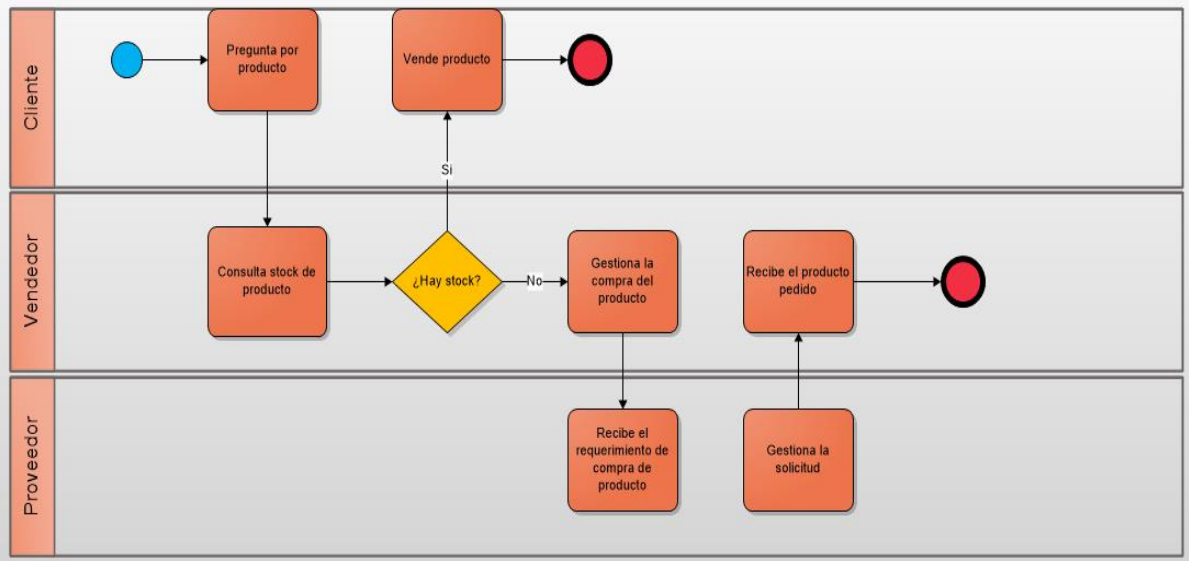 Cliente
Pregunta por
producto
Vende producto
Si
Vendedor
Consulta stock de
producto
¿Hay stock?
No
Gestiona la
compra del
producto
Recibe el producto
pedido
Proveedor
Recibe el
requerimiento de
compra de
producto
Gestiona la
solicitud